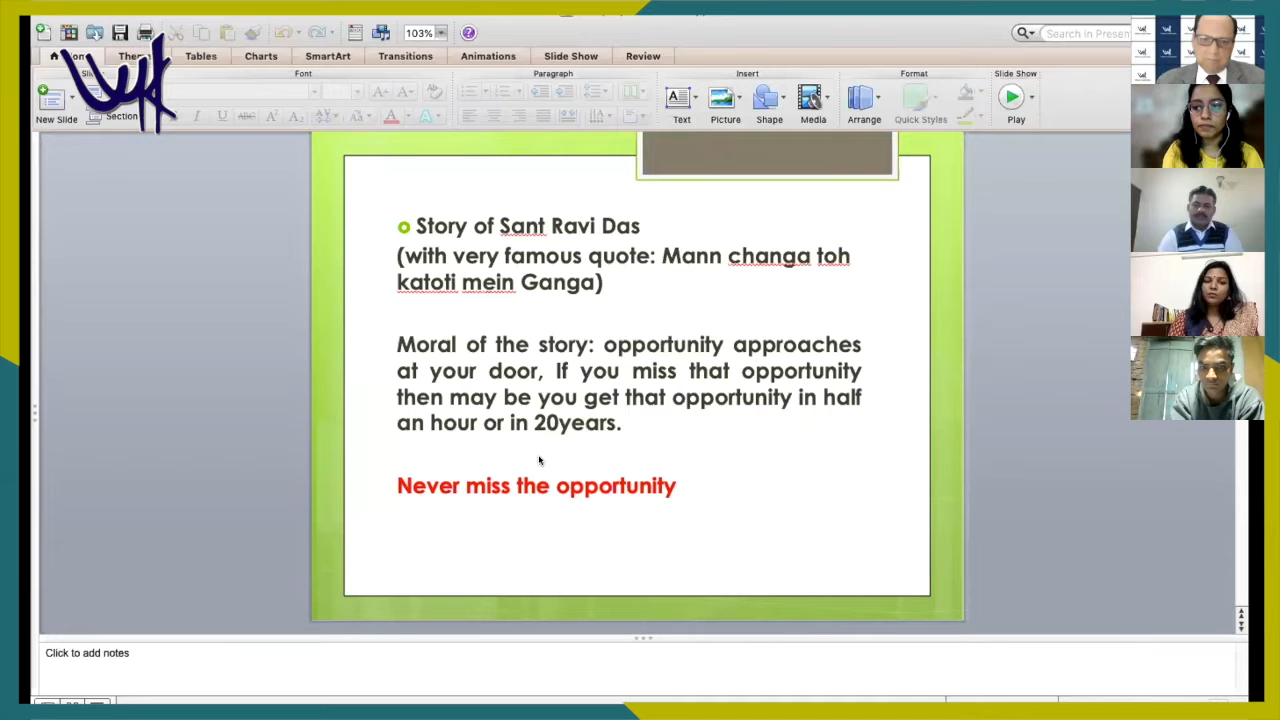 103%
Search in Presen
Home
Tables
Charts
SmartArt
Transitions
Animations
Slide Show
Review
Font
Paragraph
Insert
Format
Slide Show
New Slide
Section
Text
Picture
Shape
Media
Arrange
Quick Styles
Play
Story of Sant Ravi Das
(with very famous quote: Mann changa toh
katoti mein Ganga)
Moral of the story: opportunity approaches
at your door, If you miss that opportunity
then may be you get that opportunity in half
an hour or in 20years.
Never miss the opportunity
Click to add notes